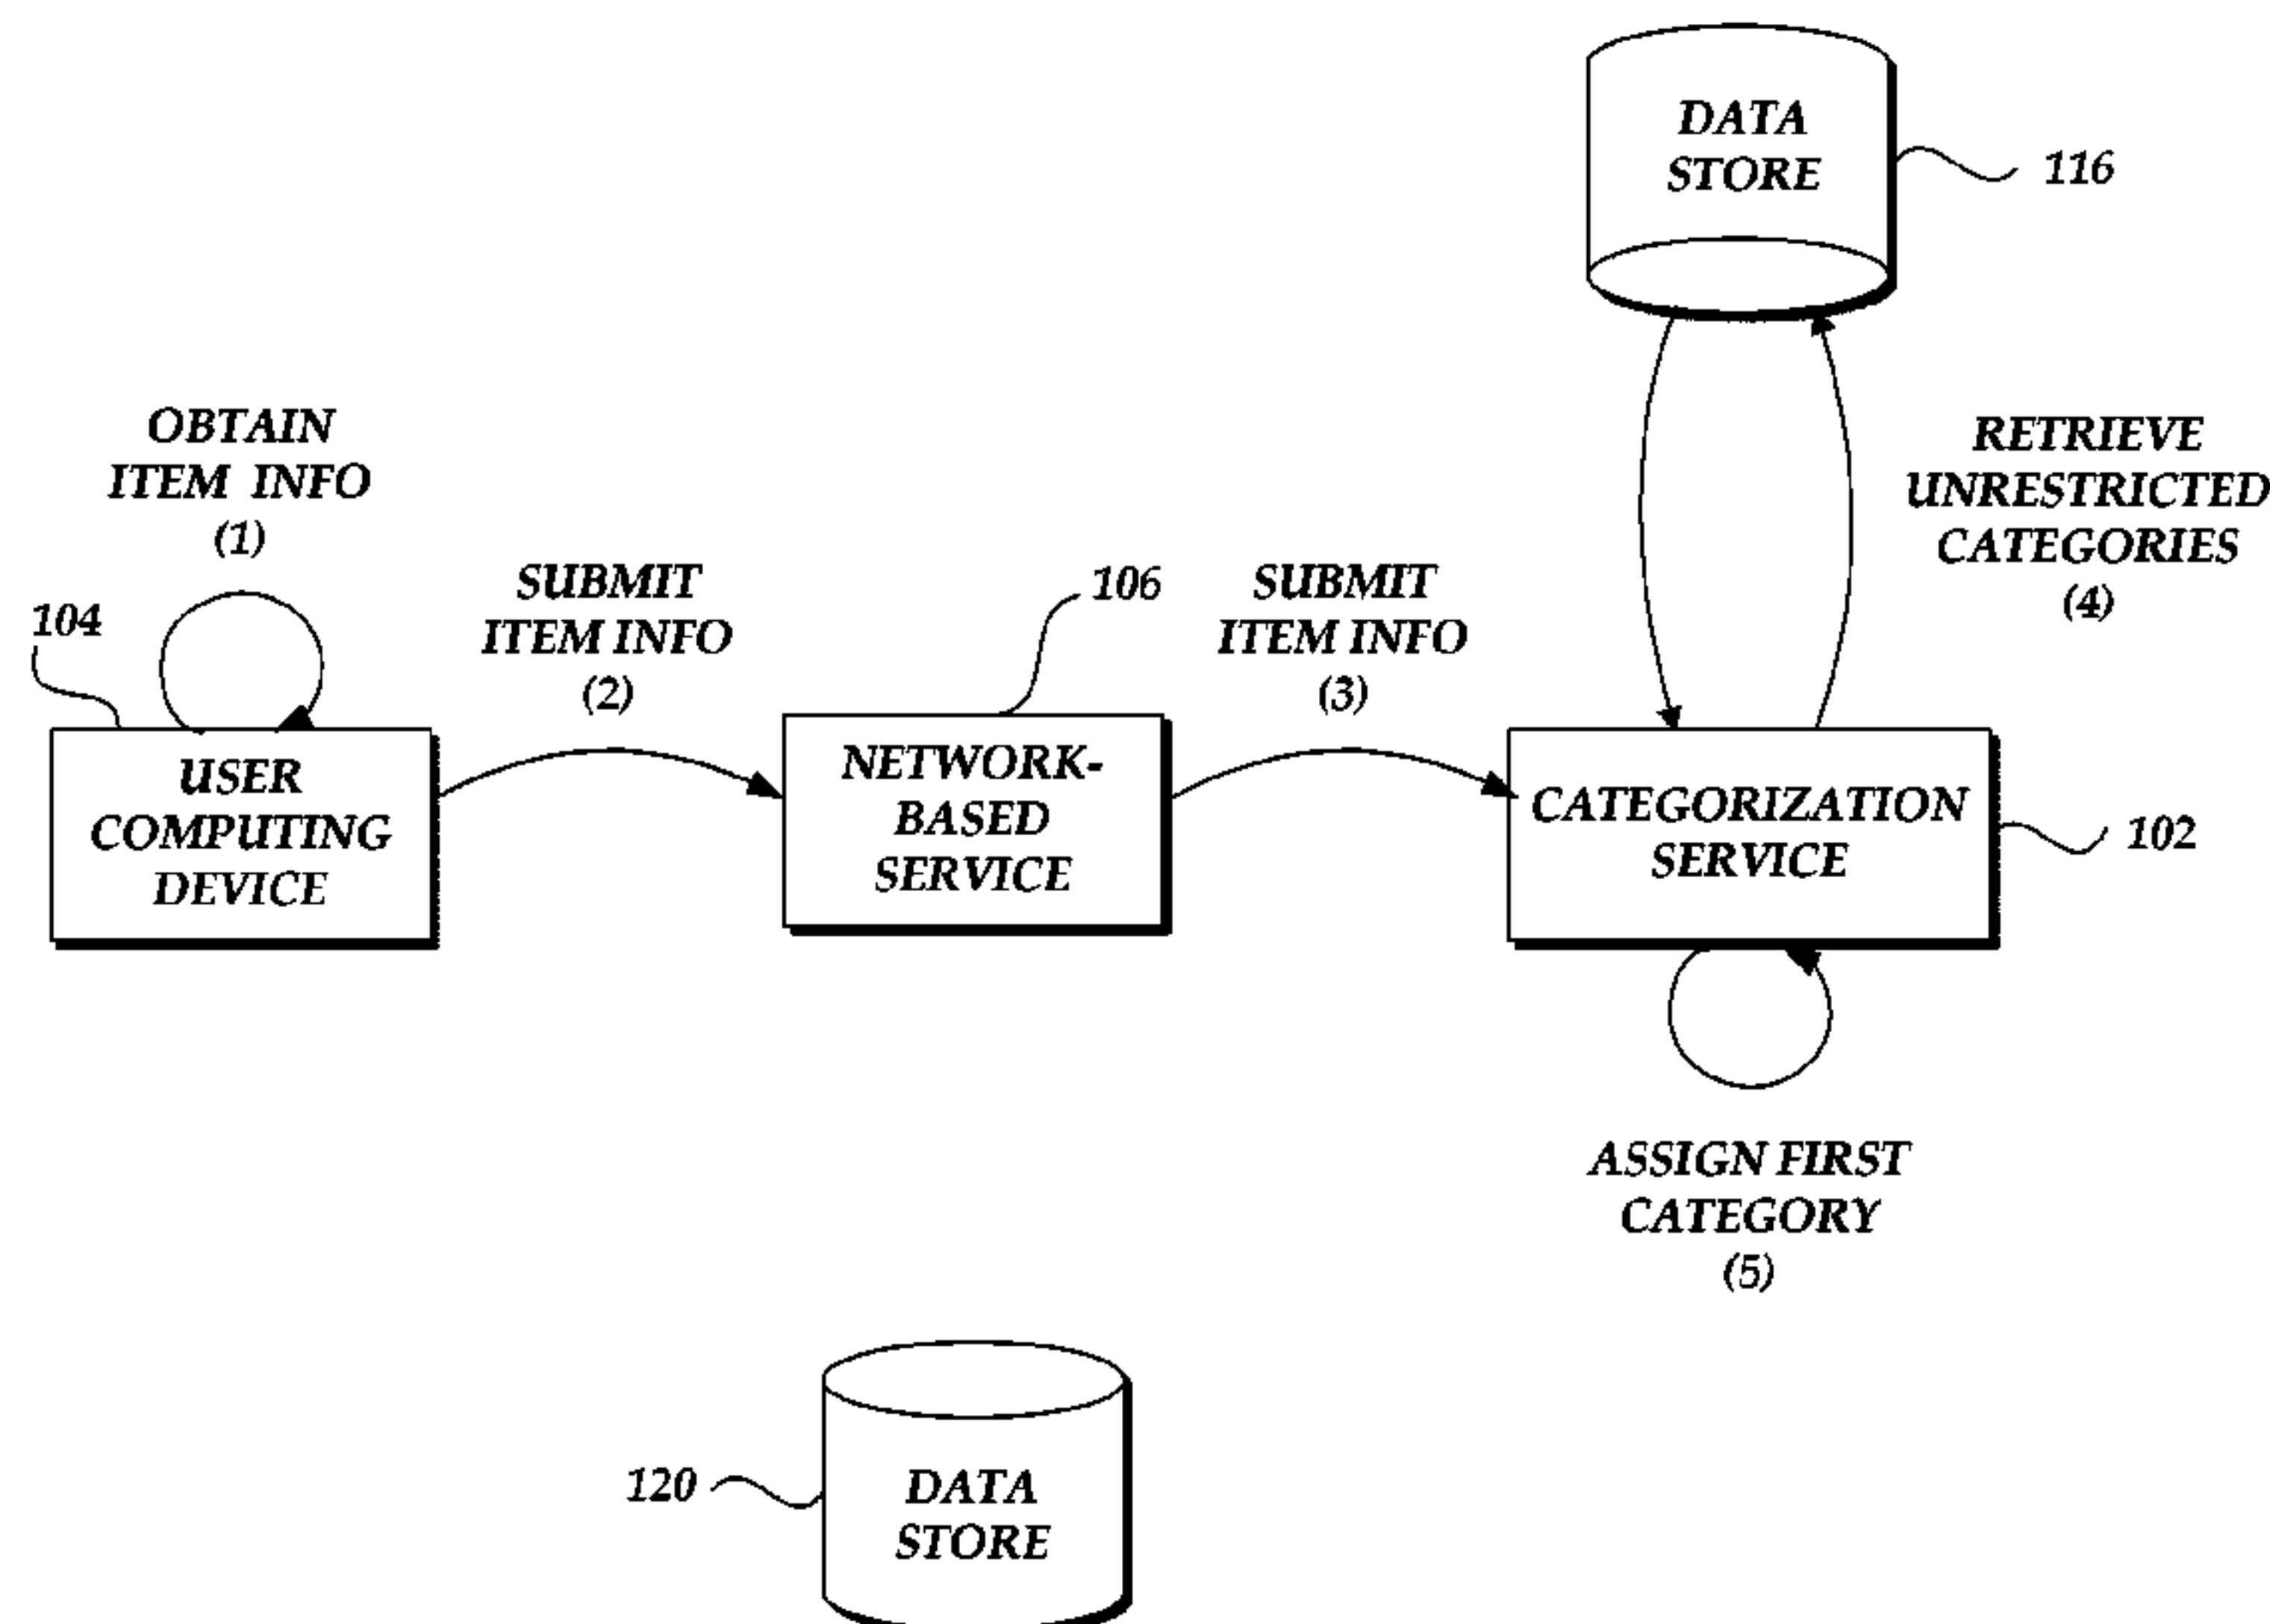 DATA
STORE
116
OBTAIN
ITEM INFO
(1)
RETRIEVE
UNRESTRICTED
CATEGORIES
(4)
104
SUBMIT
ITEM INFO
(2)
106
SUBMIT
ITEM INFO
(3)
USER
COMPUTING
DEVICE
NETWORK-
BASED
SERVICE
CATEGORIZATION
SERVICE
102
ASSIGN FIRST
CATEGORY
(5)
120
DATA
STORE